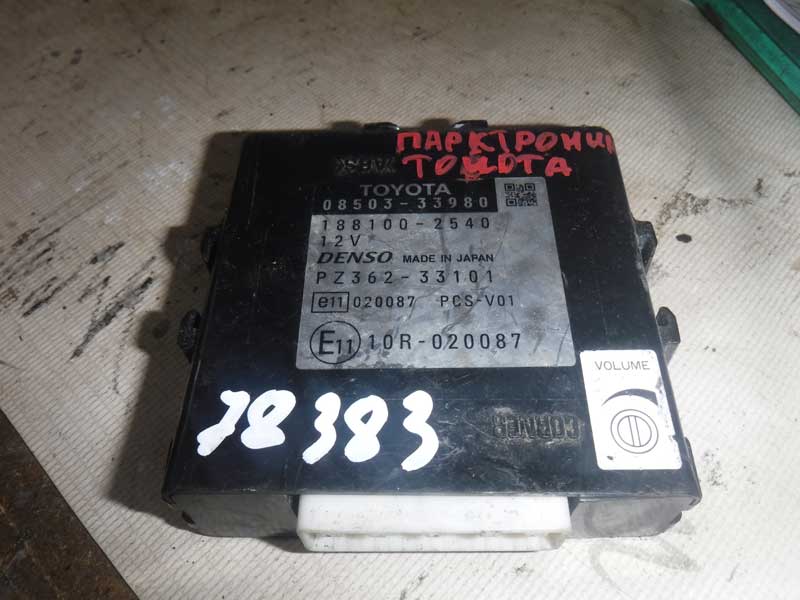 ПАРКТРОНИК
TOYOTA
TOYOTA
08503-33980
188100-2540
12V
DENSO MADE IN JAPAN
PZ362-33101
e11 020087 PCS-V01
E11 10R-020087
VOLUME
78383
CORNER